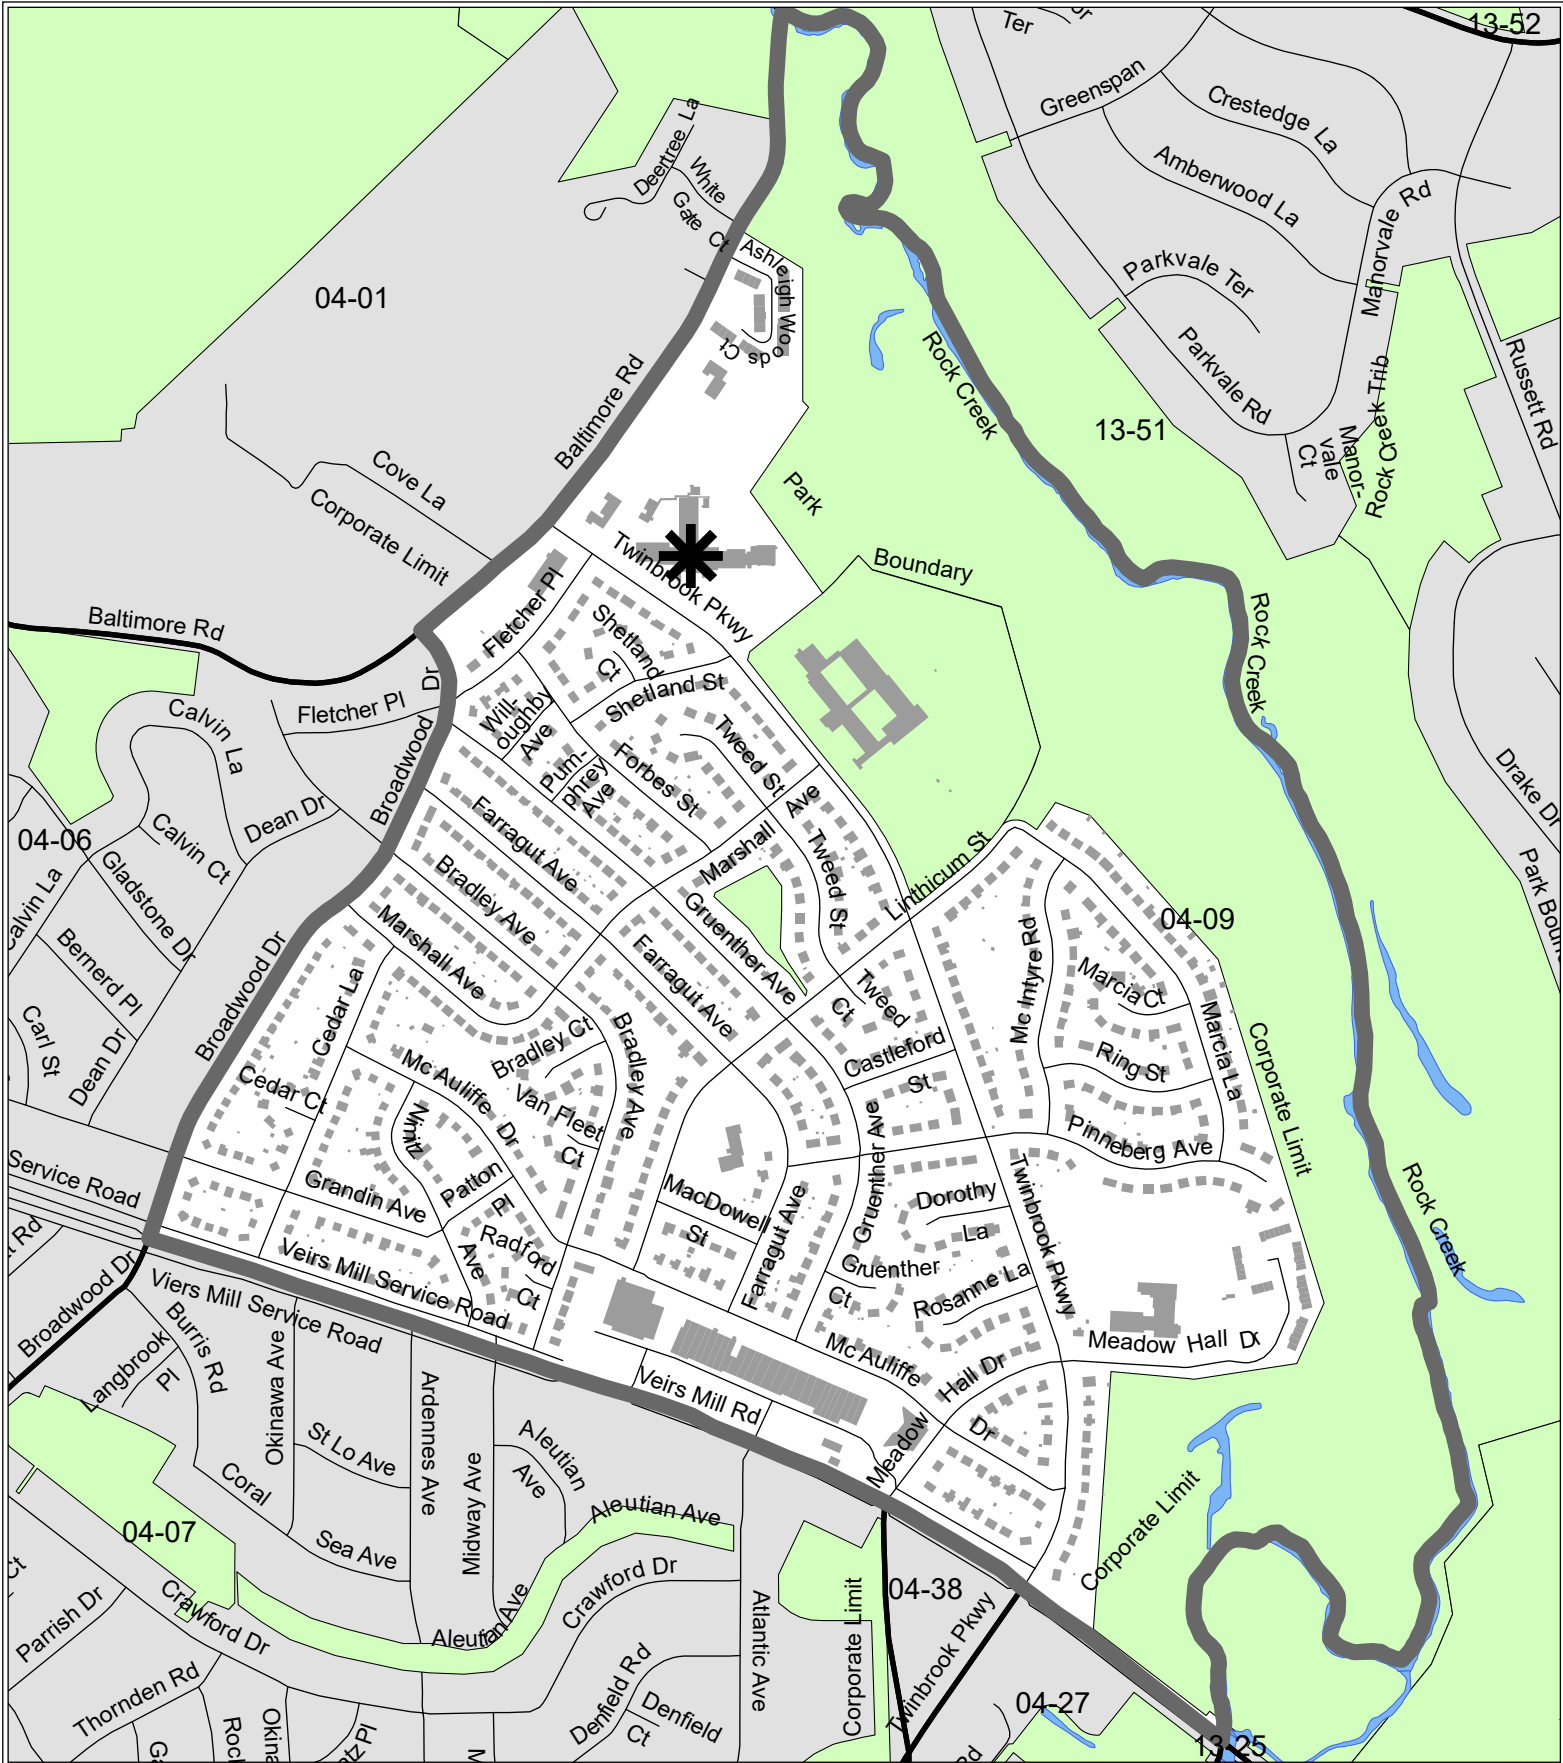 13-52
or
Ter
Greenspan
Crestedge La
Deertree La
White
Gate Ct
Amberwood La
Manorvale Rd
Ashleigh Woods Ct
Parkvale Ter
04-01
Rock Creek
Parkvale Rd
Russett Rd
Baltimore Rd
Rock Creek Trib
13-51
Manor-
vale
Ct
Cove La
Park
Corporate Limit
Twinbrook Pkwy
Boundary
Fletcher Pl
Baltimore Rd
Shetland
Ct
Rock Creek
Fletcher Pl
Shetland St
Broadwood Dr
Calvin La
Will-
oughby
Ave
Tweed St
Forbes St
Pum-
phrey
Ave
Drake Dr
Dean Dr
04-06
Calvin Ct
Farragut Ave
Marshall Ave
Tweed St
Linthicum St
Gladstone Dr
Bradley Ave
Park Boun
alvin La
Marshall Ave
Gruenther Ave
04-09
Bernerd Pl
Broadwood Dr
Farragut Ave
Mc Intyre Rd
Marcia Ct
Tweed
Ct
Cedar La
Carl St
Dean Dr
Bradley Ct
Bradley Ave
Castleford
St
Ring St
Marcia La
Corporate Limit
Mc Auliffe Dr
Cedar Ct
Van Fleet
Ct
Nimitz
Pinneberg Ave
Service Road
Grandin Ave
Patton
Pl
MacDowell
St
Farragut Ave
Gruenther Ave
Dorothy
La
Twinbrook Pkwy
Rock Creek
t Rd
Ave
Radford
Ct
Gruenther
Ct
Rosanne La
Broadwood Dr
Veirs Mill Service Road
Viers Mill Service Road
Meadow Hall Dr
Burris Rd
Langbrook
Pl
Okinawa Ave
Mc Auliffe
Dr
Meadow Hall Dr
Veirs Mill Rd
Ardennes Ave
St Lo Ave
Aleutian
Ave
Midway Ave
Coral
Sea Ave
Aleutian Ave
Corporate Limit
04-07
Ct
Crawford Dr
Parrish Dr
Crawford Dr
Aleutian Ave
04-38
Atlantic Ave
Corporate Limit
Twinbrook Pkwy
Thornden Rd
Denfield Rd
Denfield
Ct
04-27
Ga
Rocl
Okina
tz Pl
M
Rd
13-25